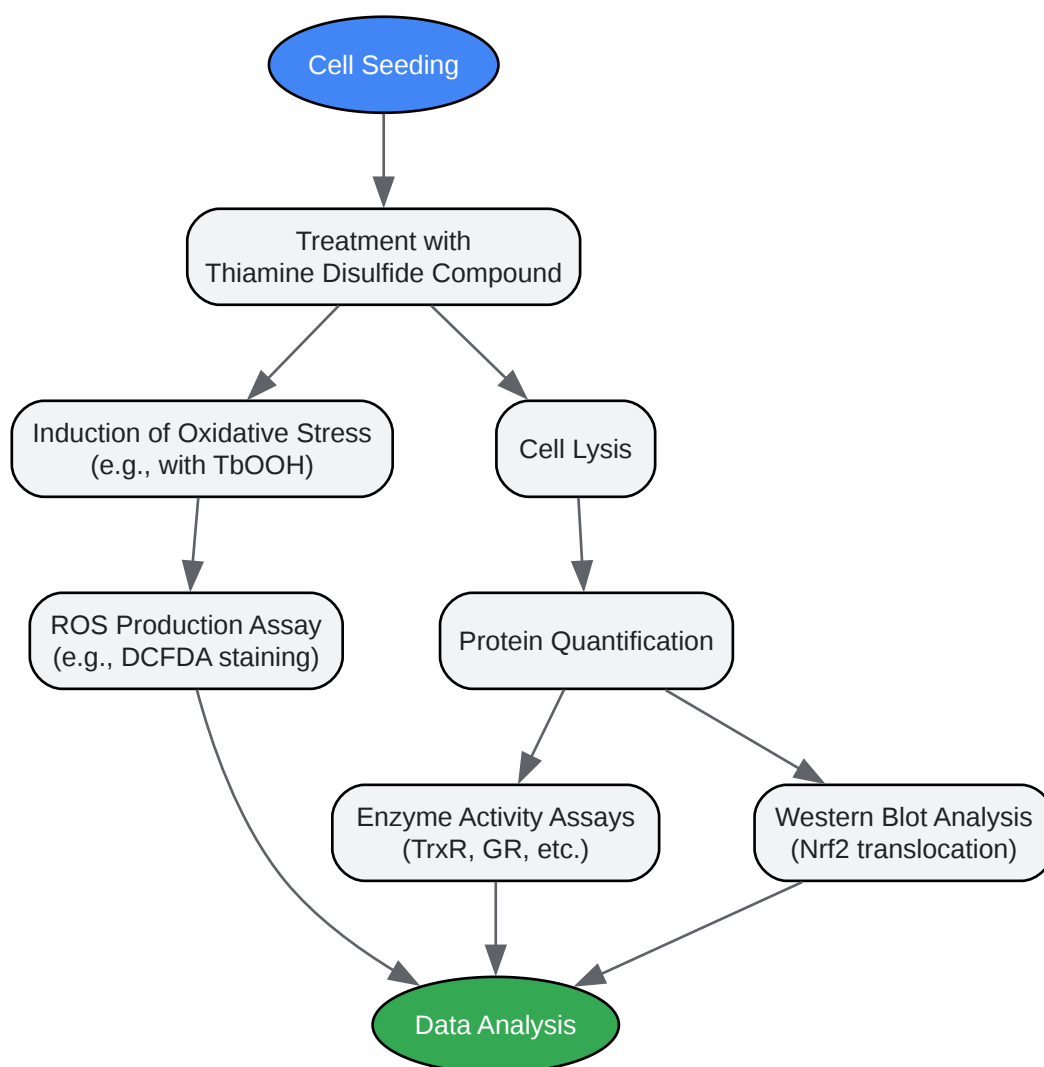 Cell Seeding
Treatment with
Thiamine Disulfide Compound
Induction of Oxidative Stress
(e.g., with TbOOH)
Cell Lysis
ROS Production Assay
(e.g., DCFDA staining)
Protein Quantification
Enzyme Activity Assays
(TrxR, GR, etc.)
Western Blot Analysis
(Nrf2 translocation)
Data Analysis